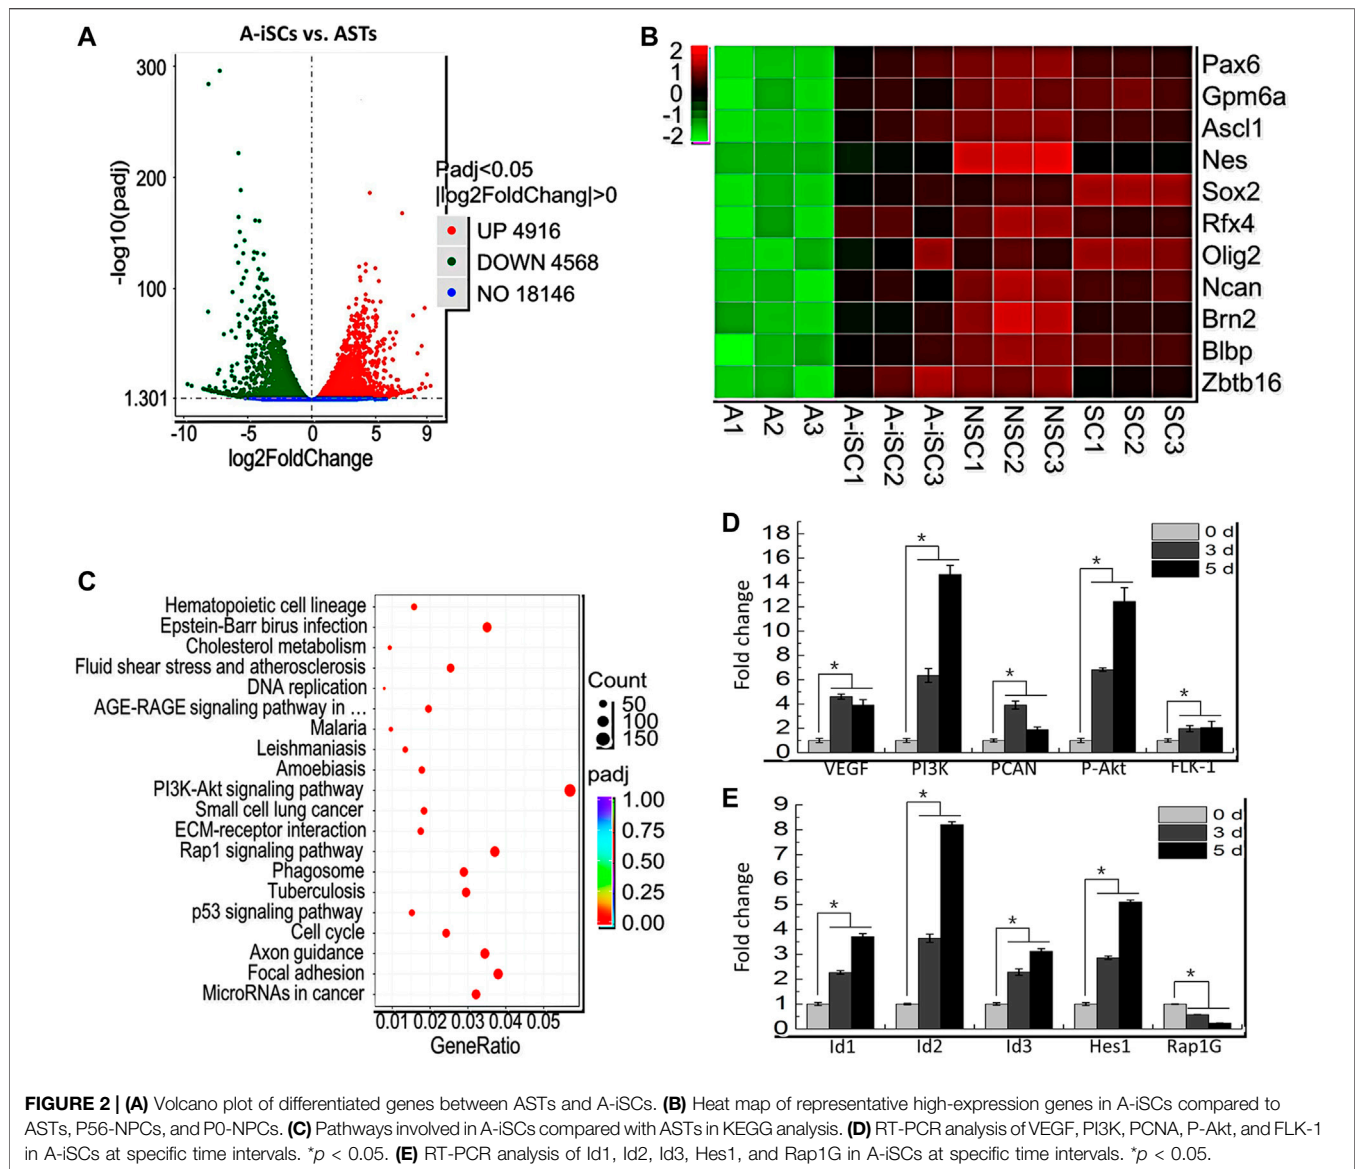 A
A-iSCs vs. ASTs
300
200
100
1.301
-log10(padj)
-10 -5 0 5 9
log2FoldChange
Padj<0.05
|log2FoldChang|>0
UP 4916
DOWN 4568
NO 18146
B
2
1
0
-1
-2
Pax6
Gpm6a
Ascl1
Nes
Sox2
Rfx4
Olig2
Ncan
Brn2
Blbp
Zbtb16
A1 A2 A3 A-iSC1 A-iSC2 A-iSC3 NSC1 NSC2 NSC3 SC1 SC2 SC3
C
Hematopoietic cell lineage
Epstein-Barr birus infection
Cholesterol metabolism
Fluid shear stress and atherosclerosis
DNA replication
AGE-RAGE signaling pathway in ...
Malaria
Leishmaniasis
Amoebiasis
PI3K-Akt signaling pathway
Small cell lung cancer
ECM-receptor interaction
Rap1 signaling pathway
Phagosome
Tuberculosis
p53 signaling pathway
Cell cycle
Axon guidance
Focal adhesion
MicroRNAs in cancer
0.01 0.02 0.03 0.04 0.05
GeneRatio
Count
50
100
150
padj
1.00
0.75
0.50
0.25
0.00
D
18
16
14
12
10
8
6
4
2
0
Fold change
* * * * *
0 d
3 d
5 d
VEGF PI3K PCAN P-Akt FLK-1
E
9
8
7
6
5
4
3
2
1
0
Fold change
* * * * *
0 d
3 d
5 d
Id1 Id2 Id3 Hes1 Rap1G
FIGURE 2 | (A) Volcano plot of differentiated genes between ASTs and A-iSCs. (B) Heat map of representative high-expression genes in A-iSCs compared to
ASTs, P56-NPCs, and P0-NPCs. (C) Pathways involved in A-iSCs compared with ASTs in KEGG analysis. (D) RT-PCR analysis of VEGF, PI3K, PCNA, P-Akt, and FLK-1
in A-iSCs at specific time intervals. *p < 0.05. (E) RT-PCR analysis of Id1, Id2, Id3, Hes1, and Rap1G in A-iSCs at specific time intervals. *p < 0.05.